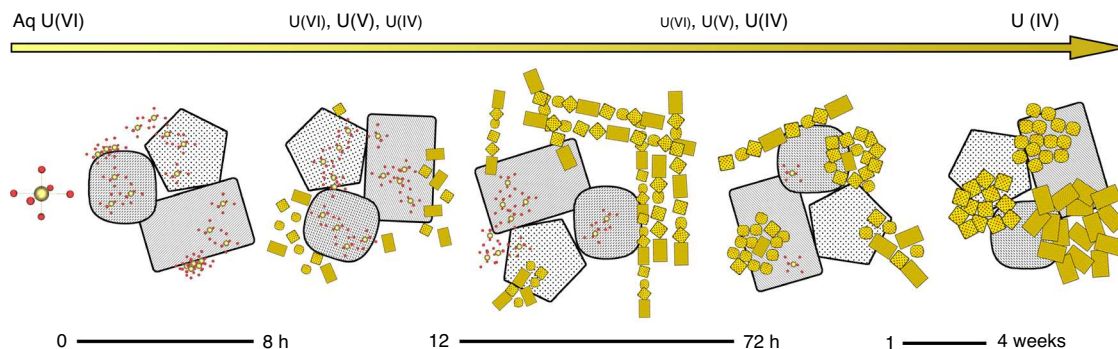 Aq U(VI) U(VI), U(V), U(IV) U(VI), U(V), U(IV) U (IV)
0 8 h 12 72 h 1 4 weeks